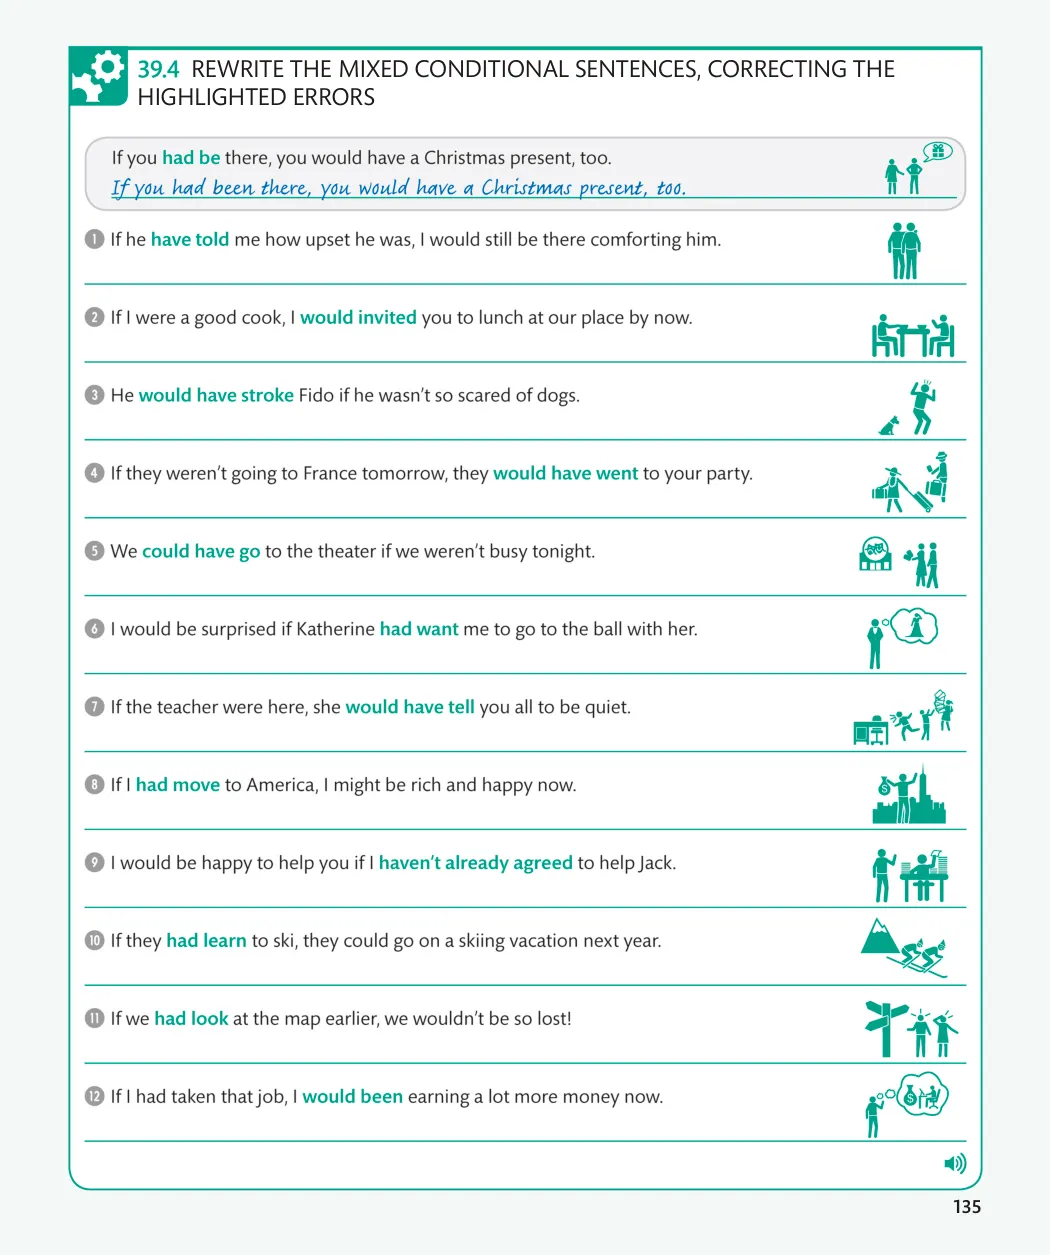 39.4 REWRITE THE MIXED CONDITIONAL SENTENCES, CORRECTING THE
HIGHLIGHTED ERRORS
If you had be there, you would have a Christmas present, too.
If you had been there, you would have a Christmas present, too.
1 If he have told me how upset he was, I would still be there comforting him.
2 If I were a good cook, I would invited you to lunch at our place by now.
3 He would have stroke Fido if he wasn’t so scared of dogs.
4 If they weren’t going to France tomorrow, they would have went to your party.
5 We could have go to the theater if we weren’t busy tonight.
6 I would be surprised if Katherine had want me to go to the ball with her.
7 If the teacher were here, she would have tell you all to be quiet.
8 If I had move to America, I might be rich and happy now.
9 I would be happy to help you if I haven’t already agreed to help Jack.
10 If they had learn to ski, they could go on a skiing vacation next year.
11 If we had look at the map earlier, we wouldn’t be so lost!
12 If I had taken that job, I would been earning a lot more money now.
135